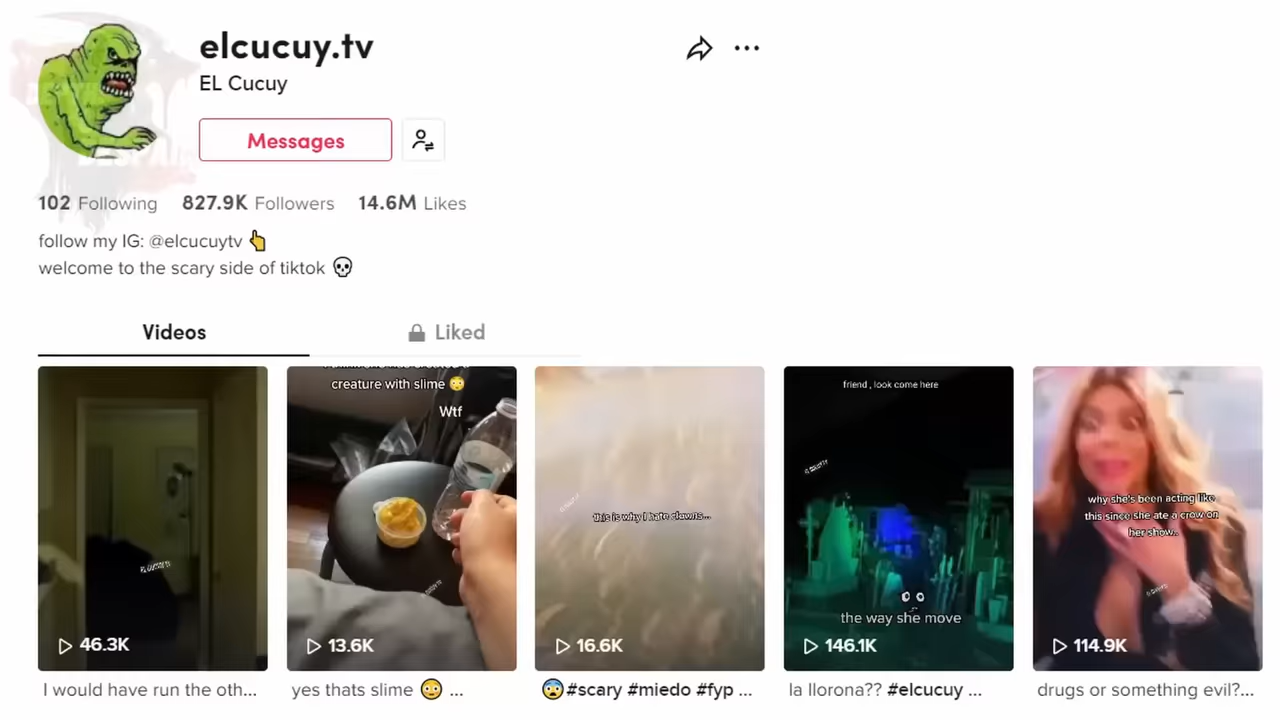 elcucuy.tv
EL Cucuy
Messages
102 Following 827.9K Followers 14.6M Likes
follow my IG: @elcucuytv 👆
welcome to the scary side of tiktok 💀
Videos
Liked
46.3K
I would have run the oth...
creature with slime 😳
Wtf
13.6K
yes thats slime 😳 ...
this is why I hate clowns...
16.6K
😨#scary #miedo #fyp ...
friend , look come here
the way she move
146.1K
la llorona?? #elcucuy ...
why she's been acting like
this since she ate a crow on
her show..
114.9K
drugs or something evil?...